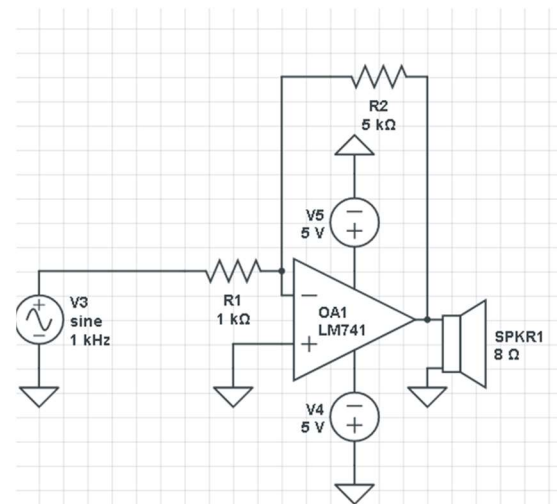 R2
5 kΩ
V5
5 V
−
+
V3
sine
1 kHz
+
−
R1
1 kΩ
−
+
OA1
LM741
SPKR1
8 Ω
V4
5 V
−
+